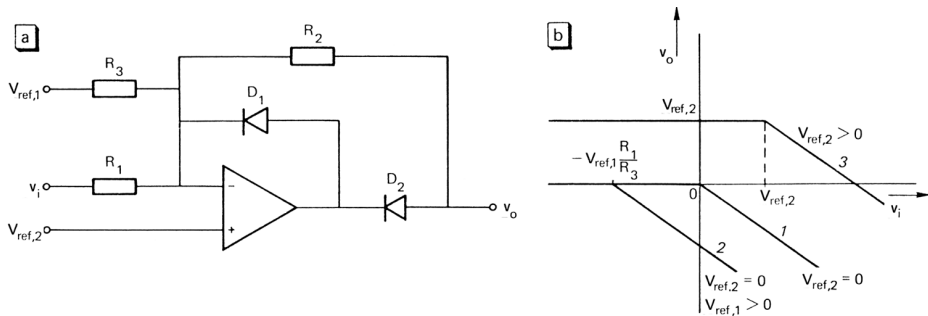 a
R2
R3
Vref,1
D1
R1
vi
D2
vo
Vref,2
−
+
b
vo
Vref,2
Vref,2 > 0
− Vref,1 R1
R3
3
0
Vref,2
vi
1
2
Vref,2 = 0
Vref,2 = 0
Vref,1 > 0